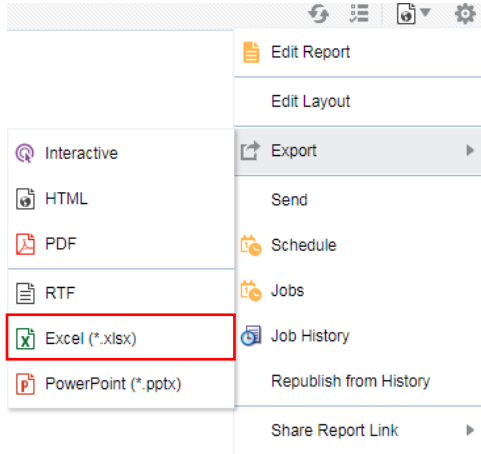 Edit Report
Edit Layout
Export
Interactive
HTML
PDF
RTF
Excel (*.xlsx)
PowerPoint (*.pptx)
Send
Schedule
Jobs
Job History
Republish from History
Share Report Link